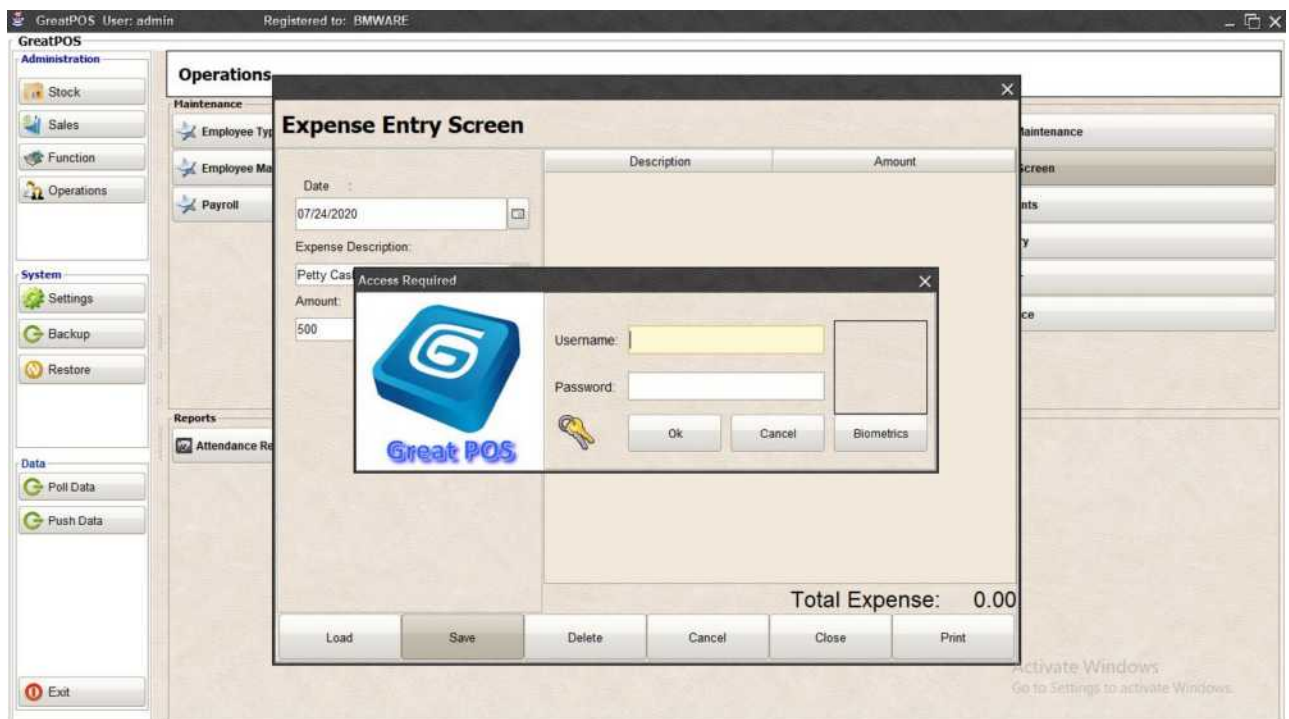 GreatPOS User: admin Registered to: BMWARE
GreatPOS
Administration
Stock
Sales
Function
Operations
System
Settings
Backup
Restore
Data
Poll Data
Push Data
Exit
Operations
Maintenance
Employee Typ
Employee Ma
Payroll
Reports
Attendance Re
Maintenance
Screen
nts
ry
ce
Expense Entry Screen
Date :
07/24/2020
Expense Description:
Petty Cas
Amount:
500
Description Amount
Access Required
Great POS
Username:
Password:
Ok Cancel Biometrics
Total Expense: 0.00
Load Save Delete Cancel Close Print
Activate Windows
Go to Settings to activate Windows.